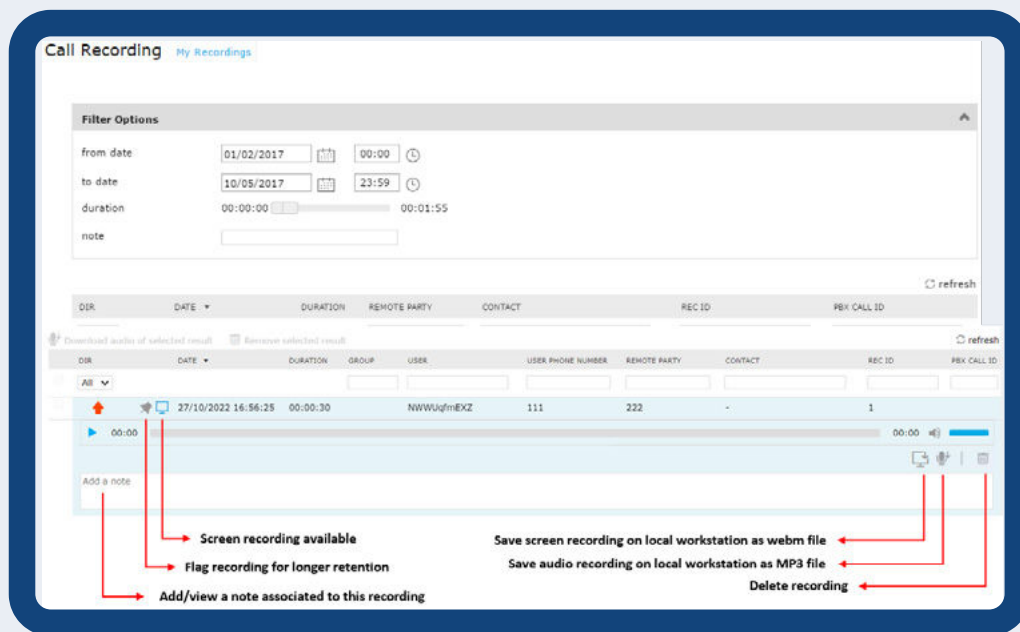 Call Recording My Recordings
Filter Options
from date 01/02/2017 00:00
to date 10/05/2017 23:59
duration 00:00:00 00:01:55
note
refresh
DIR DATE DURATION REMOTE PARTY CONTACT REC ID PBX CALL ID
Download audio of selected result Remove selected result refresh
DIR DATE DURATION GROUP USER USER PHONE NUMBER REMOTE PARTY CONTACT REC ID PBX CALL ID
All
27/10/2022 16:56:25 00:00:30 NWWUqfmEXZ 111 222 - 1
00:00 00:00
Add a note
Screen recording available
Save screen recording on local workstation as webm file
Flag recording for longer retention
Save audio recording on local workstation as MP3 file
Delete recording
Add/view a note associated to this recording